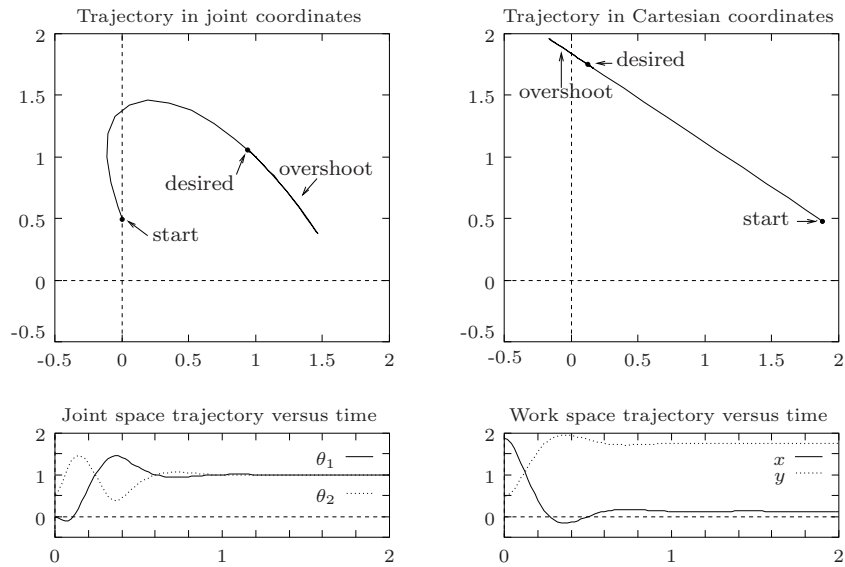 Trajectory in joint coordinates
2
1.5
1
0.5
0
-0.5
-0.5 0 0.5 1 1.5 2
desired
overshoot
start
Trajectory in Cartesian coordinates
2
1.5
1
0.5
0
-0.5
-0.5 0 0.5 1 1.5 2
desired
overshoot
start
Joint space trajectory versus time
2
1
0
0 1 2
θ1
θ2
Work space trajectory versus time
2
1
0
0 1 2
x
y